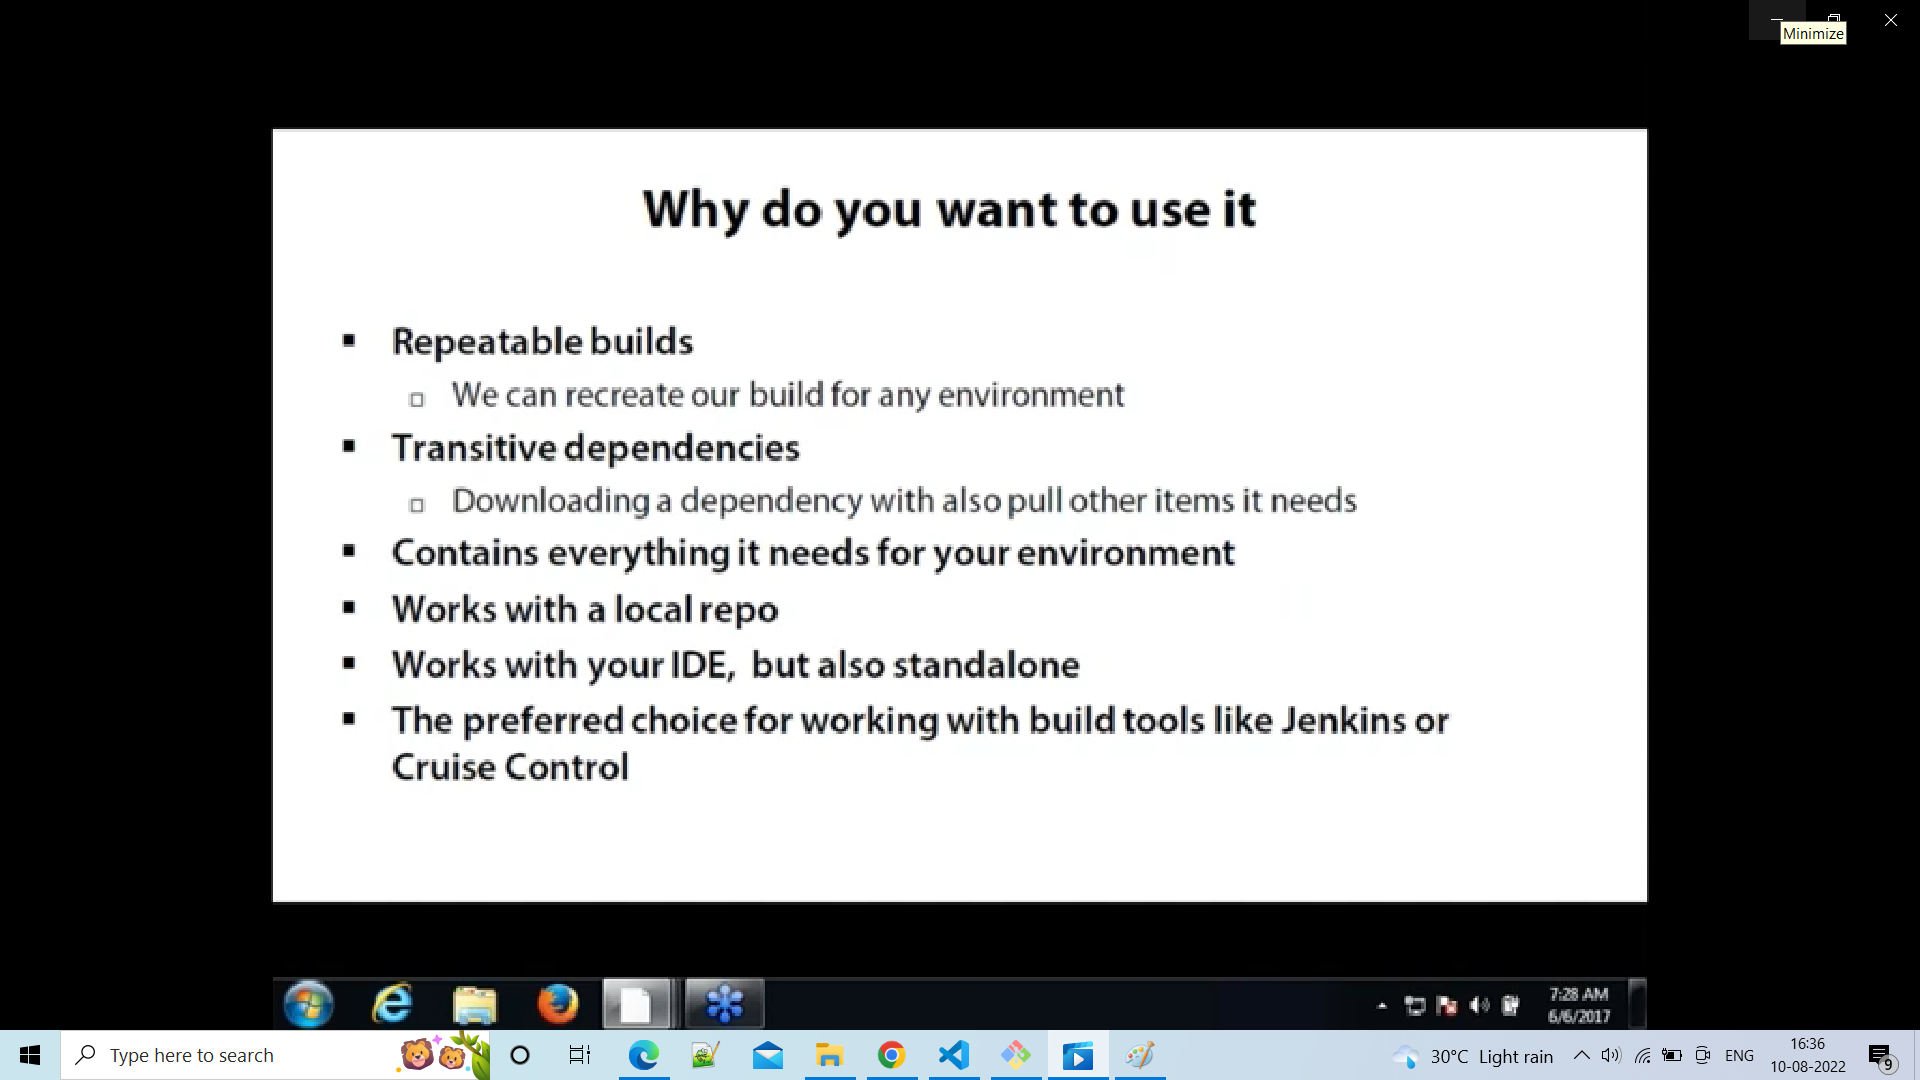 Minimize
Why do you want to use it
Repeatable builds
We can recreate our build for any environment
Transitive dependencies
Downloading a dependency with also pull other items it needs
Contains everything it needs for your environment
Works with a local repo
Works with your IDE, but also standalone
The preferred choice for working with build tools like Jenkins or
Cruise Control
7:28 AM
6/6/2017
Type here to search
30°C Light rain
ENG
16:36
10-08-2022
9